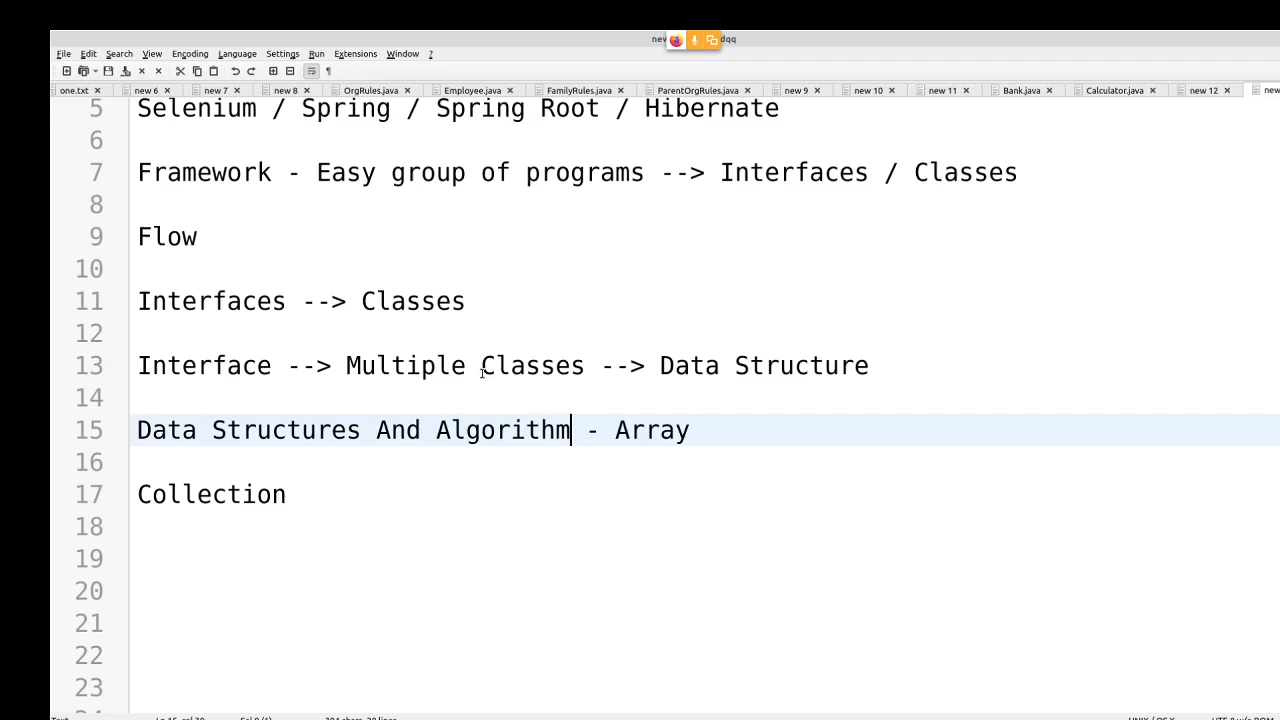 new dqq
File Edit Search View Encoding Language Settings Run Extensions Window ?
one.txt new 6 new 7 new 8 OrgRules.java Employee.java FamilyRules.java ParentOrgRules.java new 9 new 10 new 11 Bank.java Calculator.java new 12 new
5 Selenium / Spring / Spring Root / Hibernate
6
7 Framework - Easy group of programs --> Interfaces / Classes
8
9 Flow
10
11 Interfaces --> Classes
12
13 Interface --> Multiple Classes --> Data Structure
14
15 Data Structures And Algorithm - Array
16
17 Collection
18
19
20
21
22
23